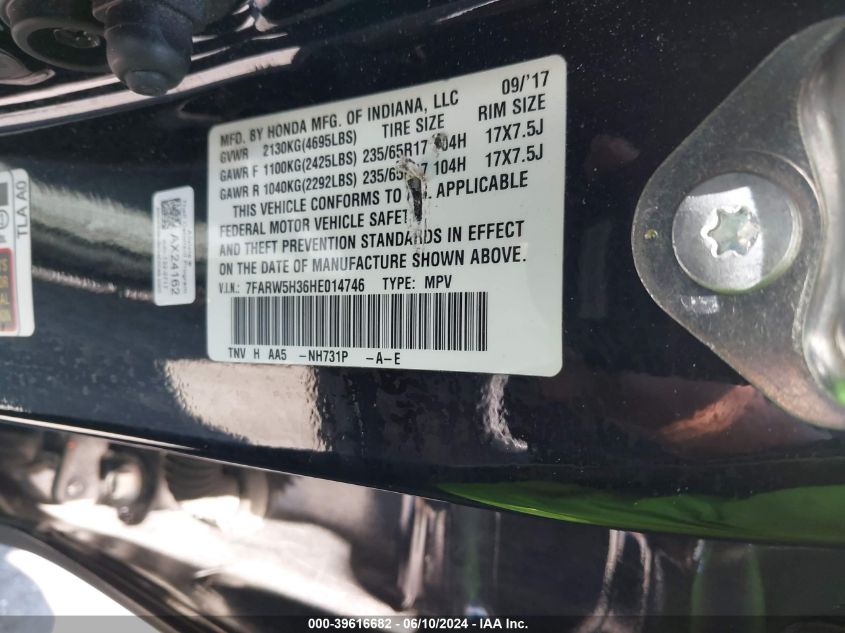 MFD. BY HONDA MFG. OF INDIANA, LLC 09/'17
GVWR 2130KG(4695LBS) TIRE SIZE RIM SIZE
GAWR F 1100KG(2425LBS) 235/65R17 104H 17X7.5J
GAWR R 1040KG(2292LBS) 235/65R17 104H 17X7.5J
THIS VEHICLE CONFORMS TO APPLICABLE
FEDERAL MOTOR VEHICLE SAFETY
AND THEFT PREVENTION STANDARDS IN EFFECT
ON THE DATE OF MANUFACTURE SHOWN ABOVE.
V.I.N.: 7FARW5H36HE014746 TYPE: MPV
TNV H AA5 -NH731P -A-E
AX24162
TLA A0
000-39616682 - 06/10/2024 - IAA Inc.